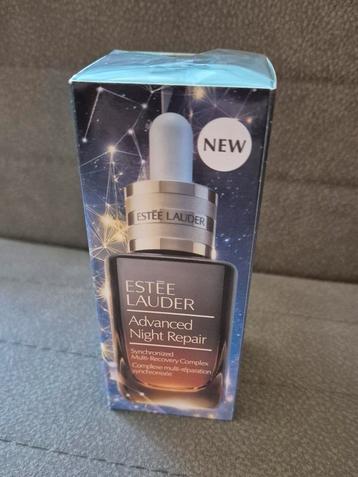 NEW
ESTĒE LAUDER
ESTĒE
LAUDER
Advanced
Night Repair
Synchronized
Multi-Recovery Complex
Complexe multi-réparation
synchronisée